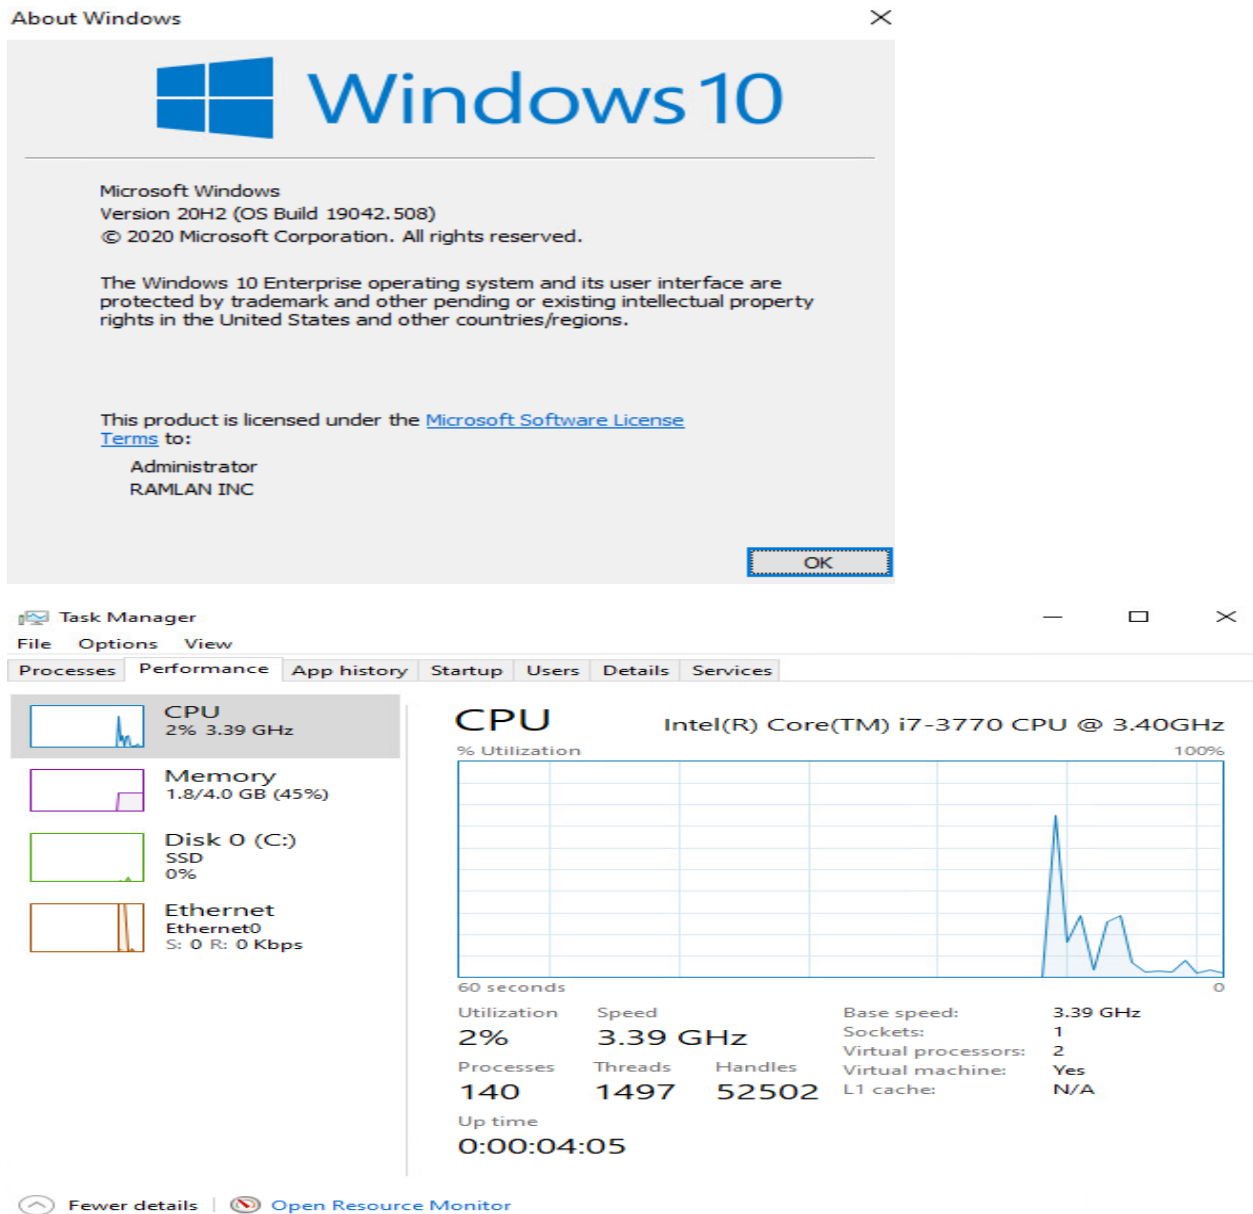 About Windows
Windows 10
Microsoft Windows
Version 20H2 (OS Build 19042.508)
© 2020 Microsoft Corporation. All rights reserved.
The Windows 10 Enterprise operating system and its user interface are
protected by trademark and other pending or existing intellectual property
rights in the United States and other countries/regions.
This product is licensed under the Microsoft Software License
Terms to:
Administrator
RAMLAN INC
OK
Task Manager
File Options View
Processes Performance App history Startup Users Details Services
CPU
2% 3.39 GHz
Memory
1.8/4.0 GB (45%)
Disk 0 (C:)
SSD
0%
Ethernet
Ethernet0
S: 0 R: 0 Kbps
CPU Intel(R) Core(TM) i7-3770 CPU @ 3.40GHz
% Utilization 100%
60 seconds 0
Utilization Speed
2% 3.39 GHz
Processes Threads Handles
140 1497 52502
Up time
0:00:04:05
Base speed: 3.39 GHz
Sockets: 1
Virtual processors: 2
Virtual machine: Yes
L1 cache: N/A
Fewer details Open Resource Monitor